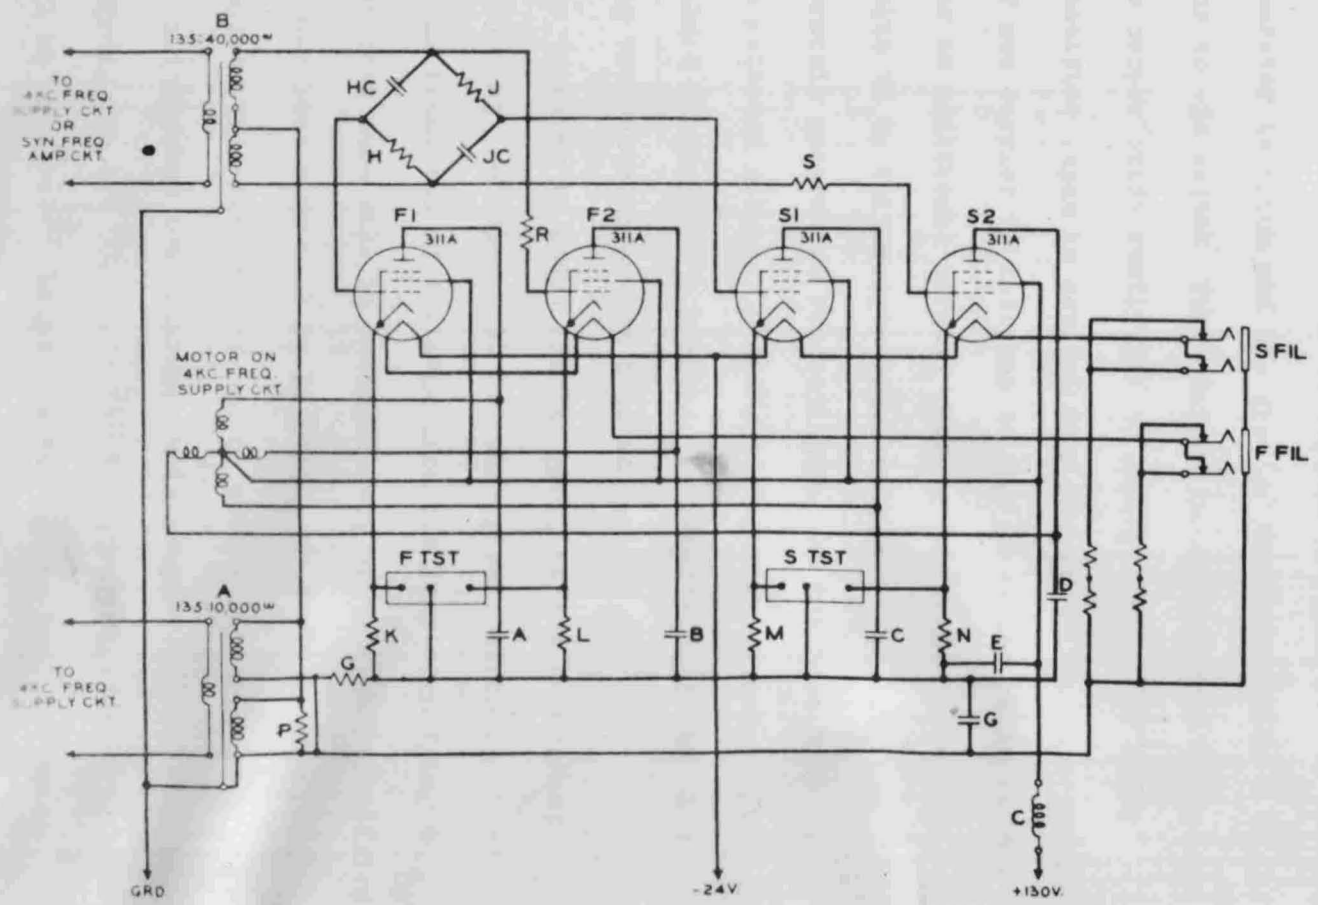 B
135:40,000ω
TO
4KC. FREQ.
SUPPLY CKT
OR
SYN FREQ.
AMP. CKT.
HC
J
H
JC
S
F1
311A
R
F2
311A
S1
311A
S2
311A
S FIL
F FIL
MOTOR ON
4KC. FREQ.
SUPPLY CKT.
F TST
S TST
A
135:10,000ω
TO
4KC. FREQ.
SUPPLY CKT.
K
A
L
B
M
C
N
E
D
G
P
G
C
GRD.
-24V.
+130V.